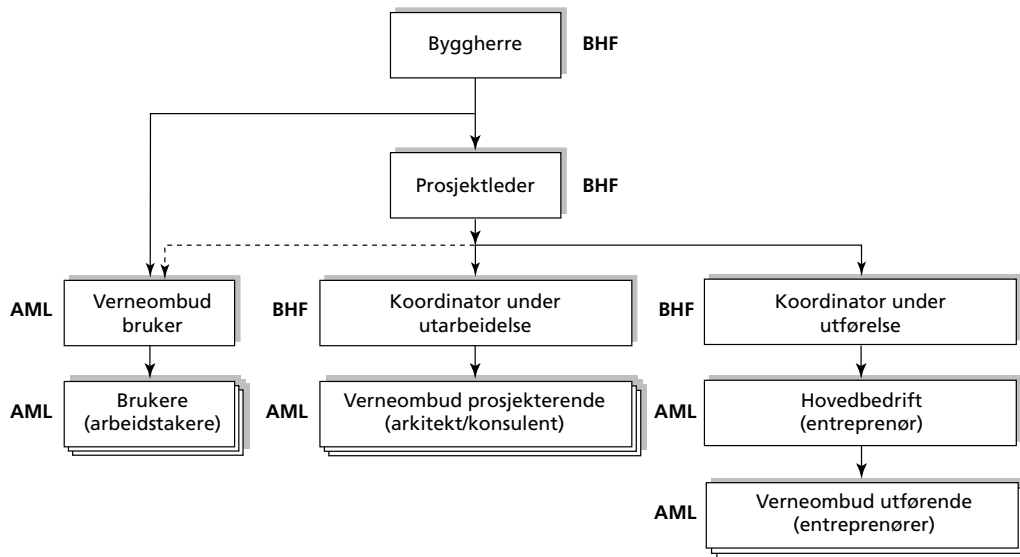 Byggherre
BHF
Prosjektleder
BHF
AML
Verneombud
bruker
BHF
Koordinator under
utarbeidelse
BHF
Koordinator under
utførelse
AML
Brukere
(arbeidstakere)
AML
Verneombud prosjekterende
(arkitekt/konsulent)
AML
Hovedbedrift
(entreprenør)
AML
Verneombud utførende
(entreprenører)